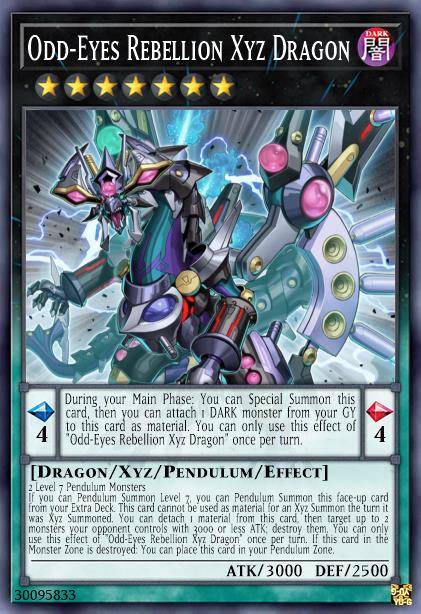 Odd-Eyes Rebellion Xyz Dragon
DARK
闇
During your Main Phase: You can Special Summon this
card, then you can attach 1 DARK monster from your GY
to this card as material. You can only use this effect of
"Odd-Eyes Rebellion Xyz Dragon" once per turn.
4
4
[Dragon/Xyz/Pendulum/Effect]
2 Level 7 Pendulum Monsters
If you can Pendulum Summon Level 7, you can Pendulum Summon this face-up card
from your Extra Deck. This card cannot be used as material for an Xyz Summon the turn it
was Xyz Summoned. You can detach 1 material from this card, then target up to 2
monsters your opponent controls with 3000 or less ATK; destroy them. You can only
use this effect of "Odd-Eyes Rebellion Xyz Dragon" once per turn. If this card in the
Monster Zone is destroyed: You can place this card in your Pendulum Zone.
ATK/3000 DEF/2500
30095833